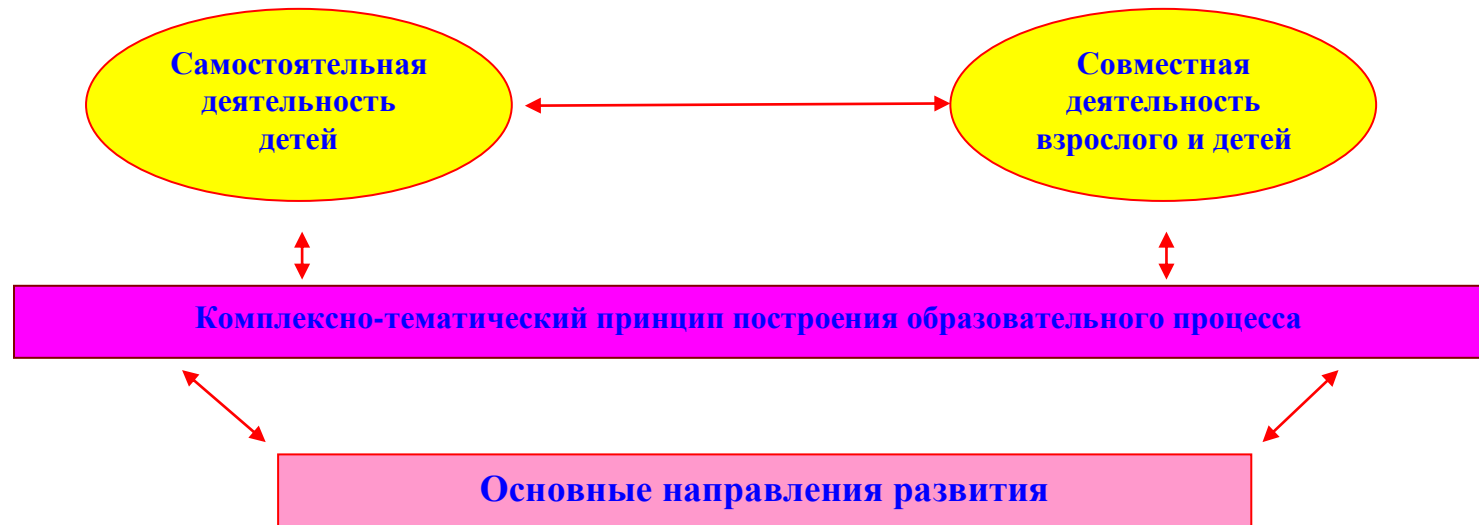 Самостоятельная
деятельность
детей
Совместная
деятельность
взрослого и детей
Комплексно-тематический принцип построения образовательного процесса
Основные направления развития